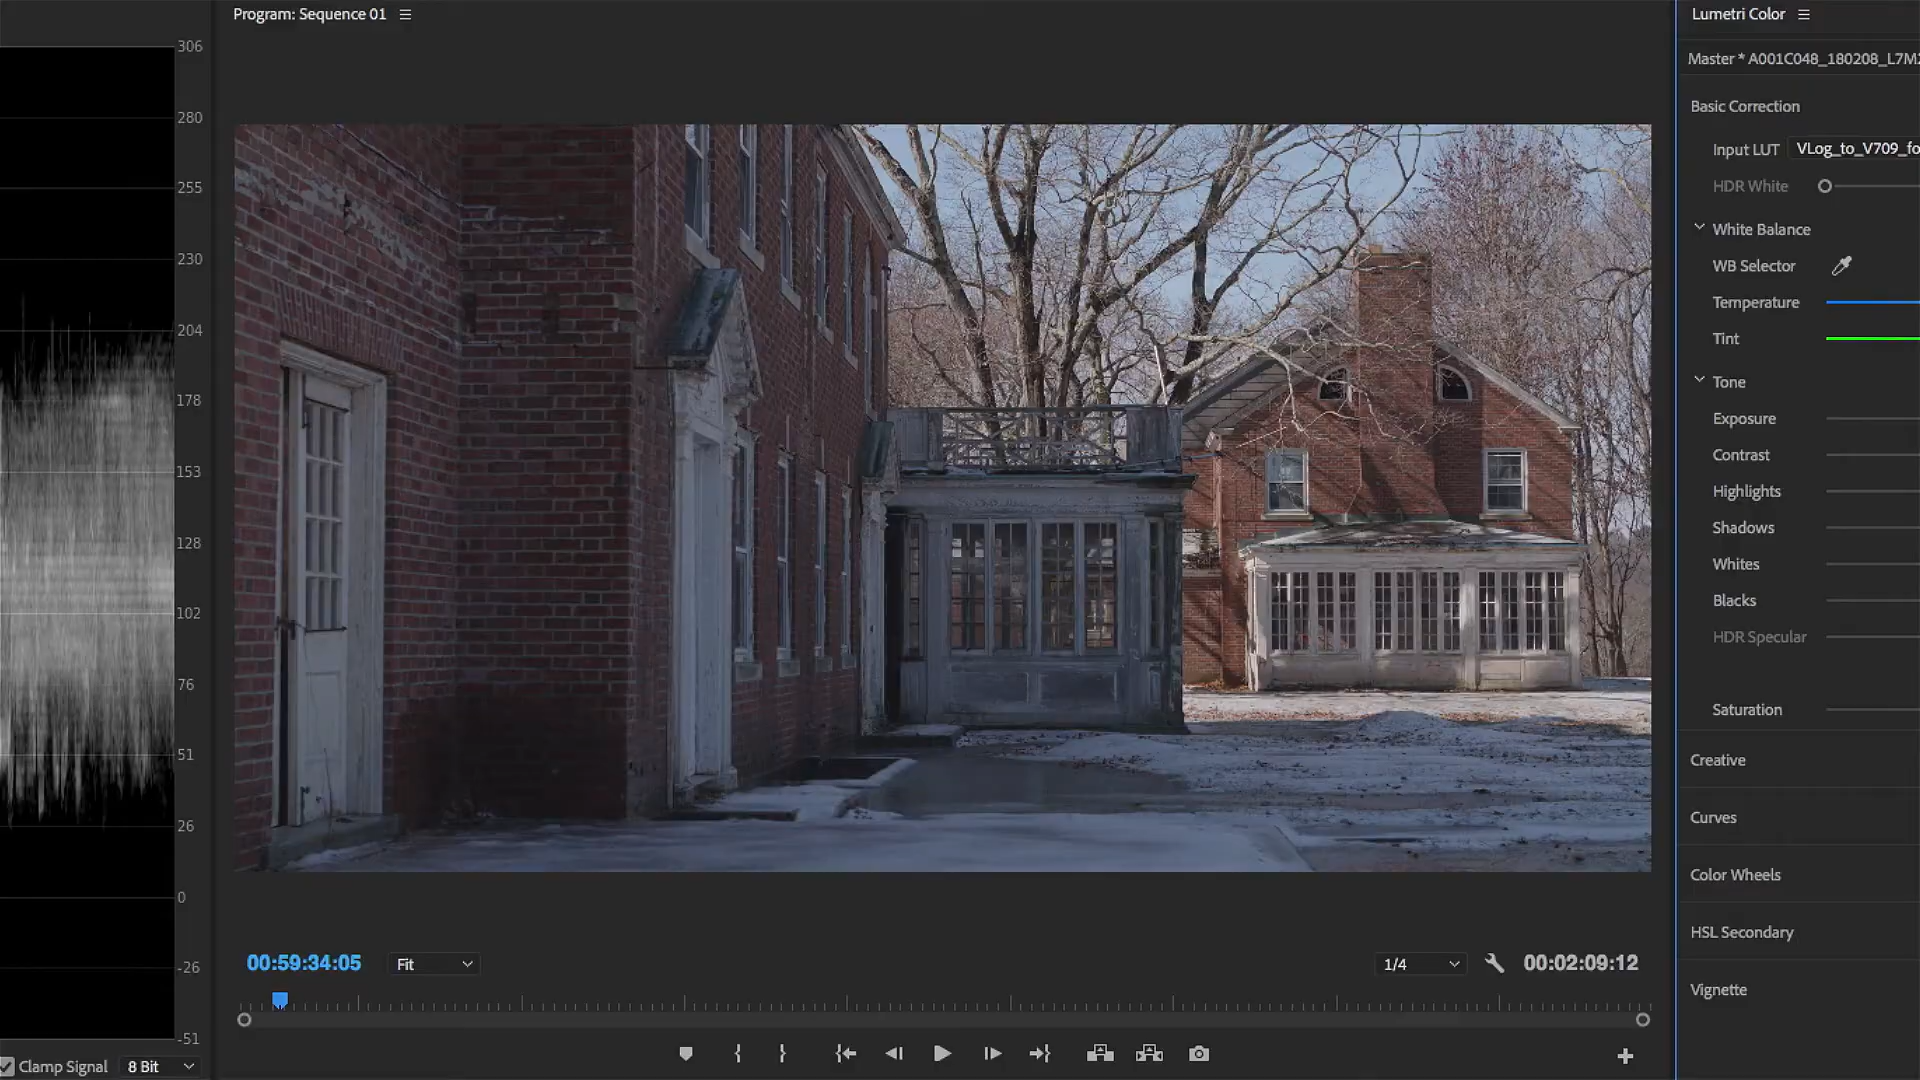 Program: Sequence 01
Lumetri Color
306
280
255
230
204
178
153
128
102
76
51
26
0
-26
-51
Clamp Signal
8 Bit
00:59:34:05
Fit
1/4
00:02:09:12
Master * A001C048_180208_L7M
Basic Correction
Input LUT
VLog_to_V709_fo
HDR White
White Balance
WB Selector
Temperature
Tint
Tone
Exposure
Contrast
Highlights
Shadows
Whites
Blacks
HDR Specular
Saturation
Creative
Curves
Color Wheels
HSL Secondary
Vignette